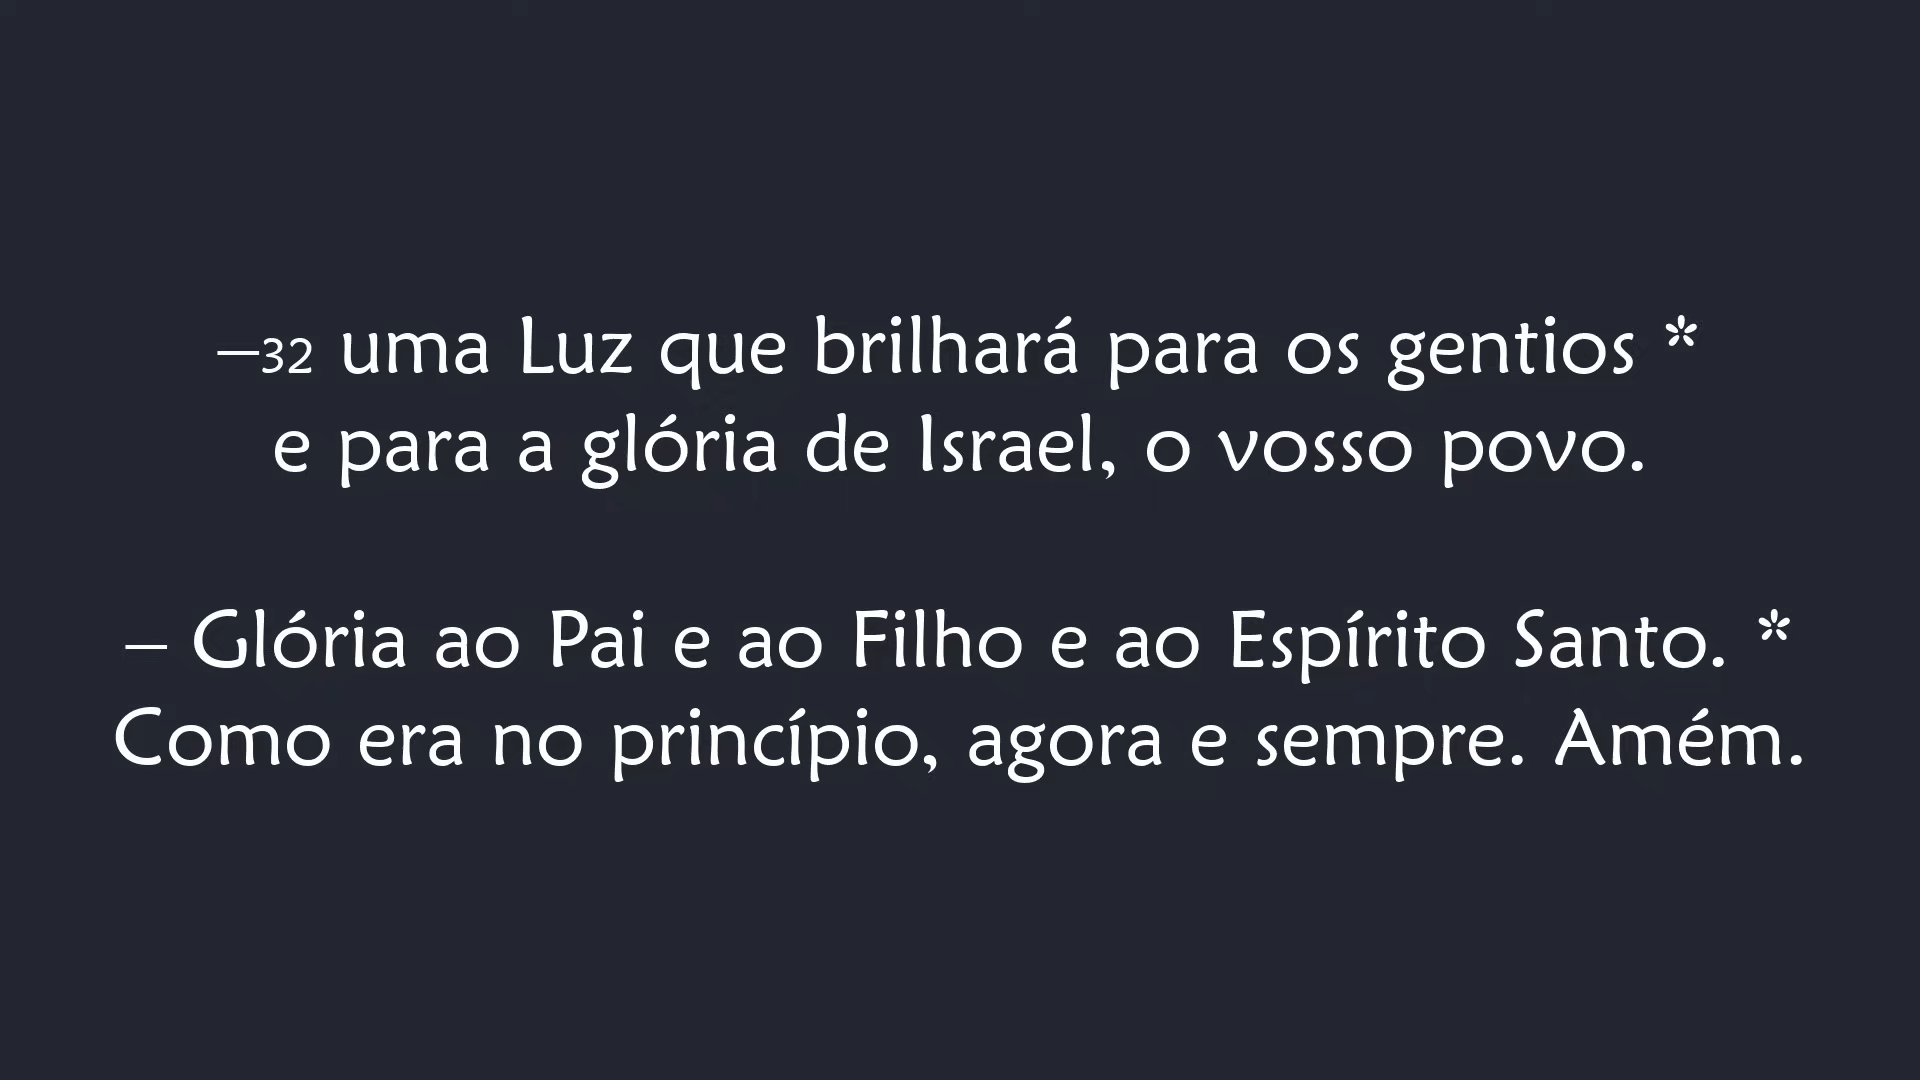 –32 uma Luz que brilhará para os gentios *
e para a glória de Israel, o vosso povo.
– Glória ao Pai e ao Filho e ao Espírito Santo. *
Como era no princípio, agora e sempre. Amém.